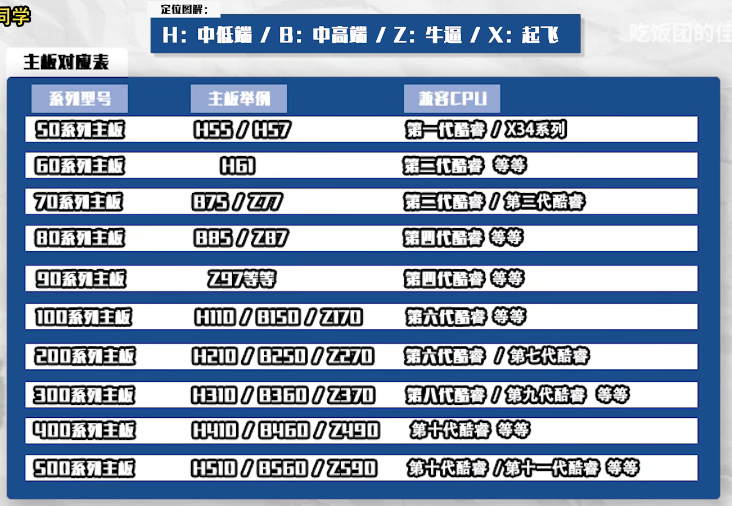 同学
定位图解：
H：中低端 / B：中高端 / Z：牛逼 / X：起飞
吃饭团的佳
主板对应表
系列型号 主板举例 兼容CPU
50系列主板 H55 / H57 第一代酷睿 / X34系列
60系列主板 H61 第二代酷睿 等等
70系列主板 B75 / Z77 第二代酷睿 / 第三代酷睿
80系列主板 B85 / Z87 第四代酷睿 等等
90系列主板 Z97等等 第四代酷睿 等等
100系列主板 H110 / B150 / Z170 第六代酷睿 等等
200系列主板 H210 / B250 / Z270 第六代酷睿 / 第七代酷睿
300系列主板 H310 / B360 / Z370 第八代酷睿 / 第九代酷睿 等等
400系列主板 H410 / B460 / Z490 第十代酷睿 等等
500系列主板 H510 / B560 / Z590 第十代酷睿 /第十一代酷睿 等等